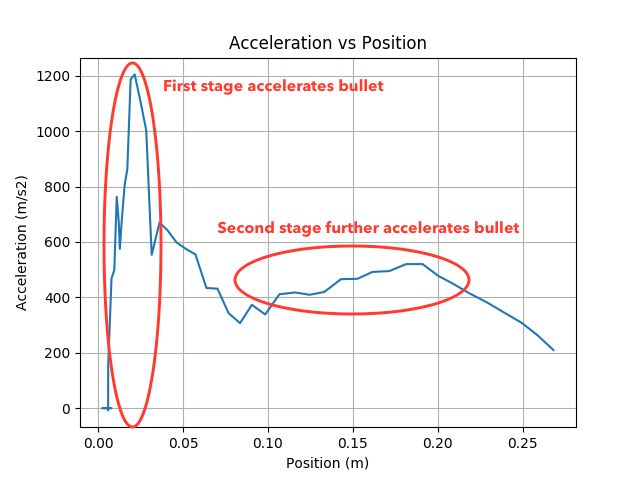 Acceleration vs Position
First stage accelerates bullet
Second stage further accelerates bullet
Acceleration (m/s2)
1200
1000
800
600
400
200
0
0.00 0.05 0.10 0.15 0.20 0.25
Position (m)